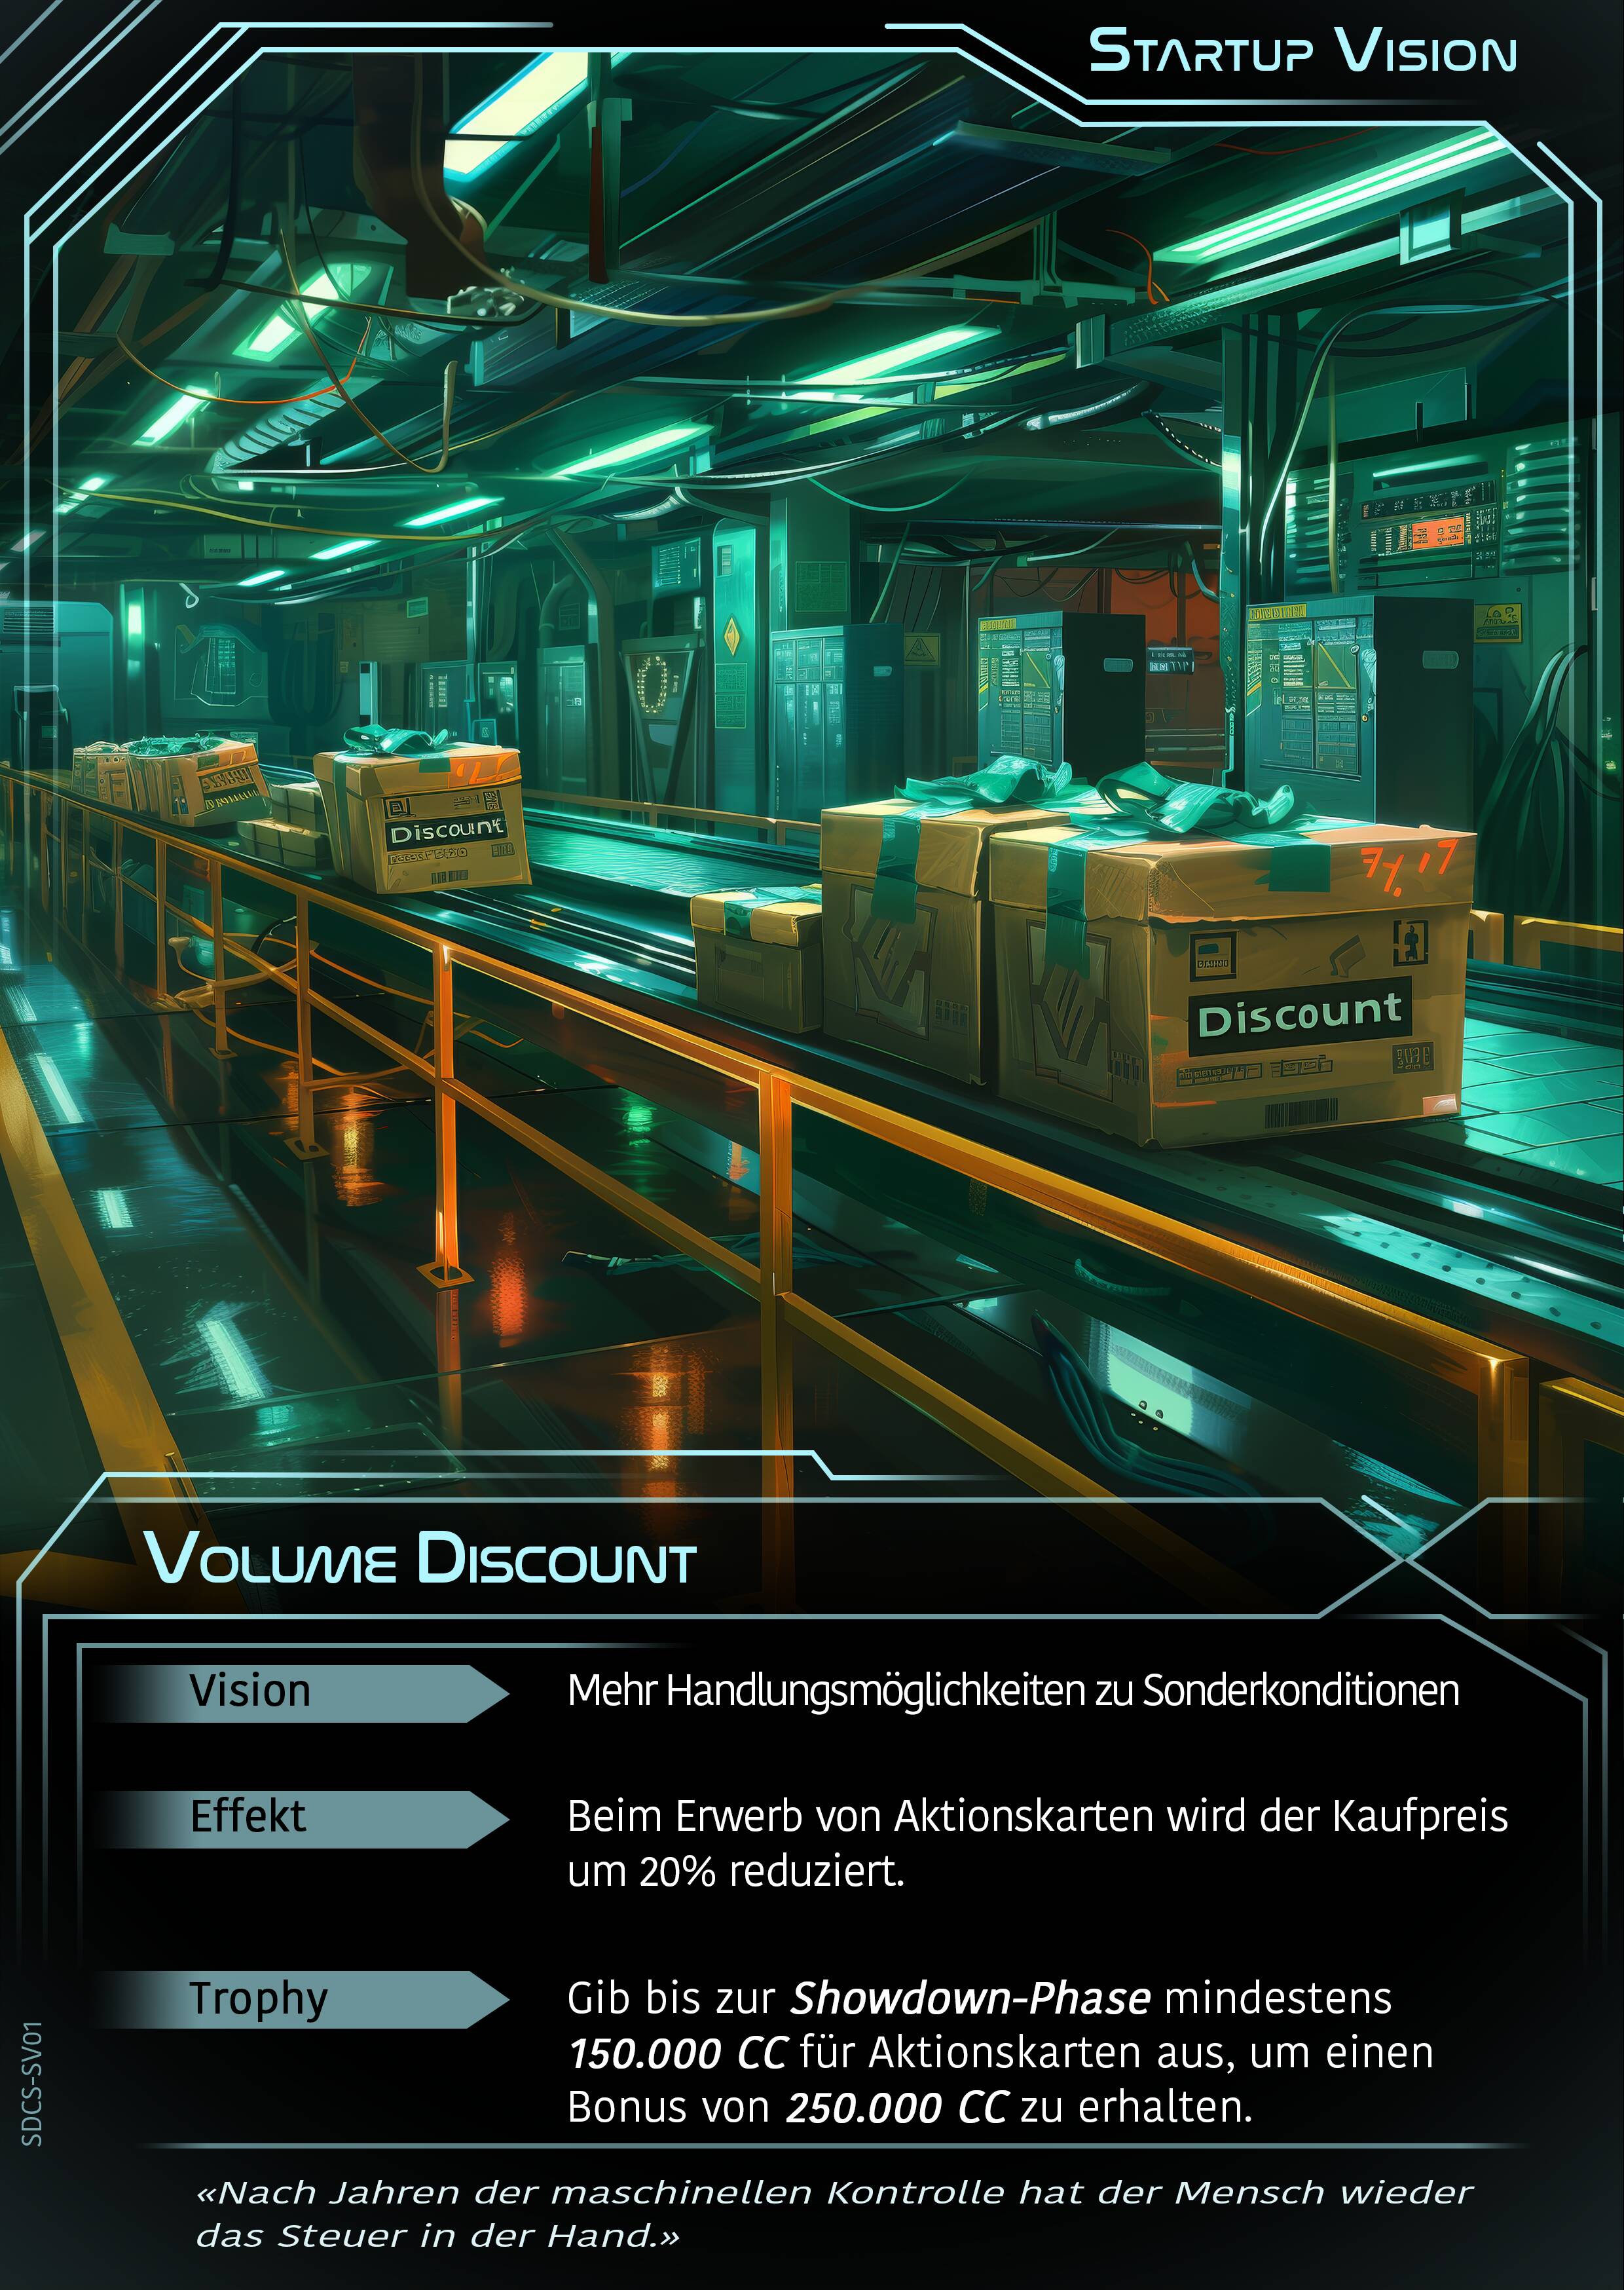 Startup Vision
Discount
Discount
Volume Discount
Vision
Mehr Handlungsmöglichkeiten zu Sonderkonditionen
Effekt
Beim Erwerb von Aktionskarten wird der Kaufpreis
um 20% reduziert.
Trophy
Gib bis zur Showdown-Phase mindestens
150.000 CC für Aktionskarten aus, um einen
Bonus von 250.000 CC zu erhalten.
SDCS-SV01
«Nach Jahren der maschinellen Kontrolle hat der Mensch wieder
das Steuer in der Hand.»